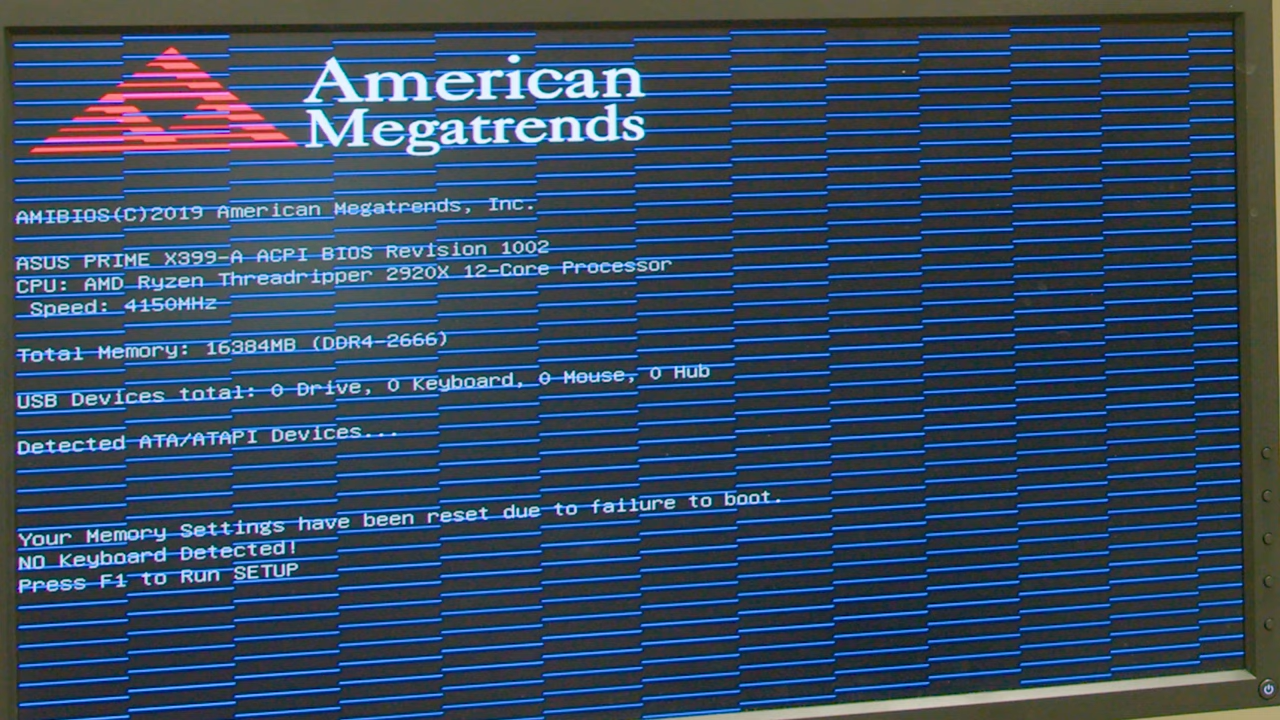 American
Megatrends
AMIBIOS(C)2019 American Megatrends, Inc.
ASUS PRIME X399-A ACPI BIOS Revision 1002
CPU: AMD Ryzen Threadripper 2920X 12-Core Processor
Speed: 4150MHz
Total Memory: 16384MB (DDR4-2666)
USB Devices total: 0 Drive, 0 Keyboard, 0 Mouse, 0 Hub
Detected ATA/ATAPI Devices...
Your Memory Settings have been reset due to failure to boot.
NO Keyboard Detected!
Press F1 to Run SETUP